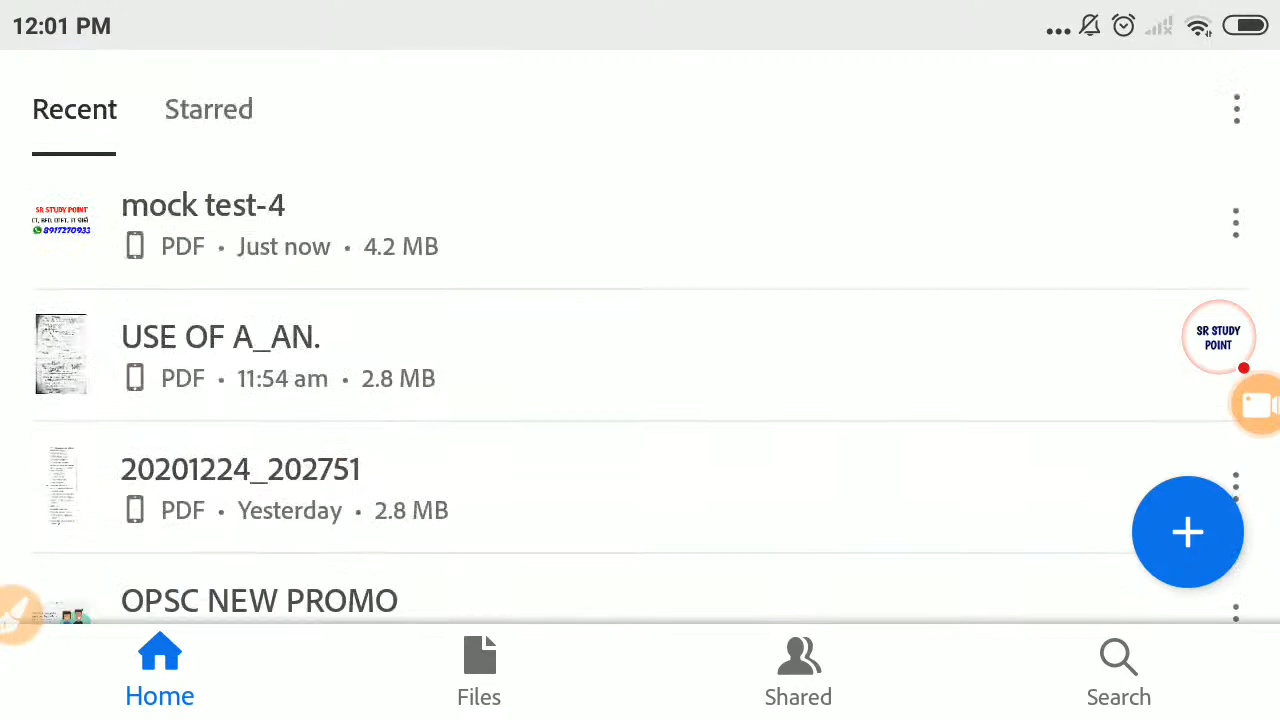 12:01 PM
Recent
Starred
SR STUDY POINT
8917270933
mock test-4
PDF • Just now • 4.2 MB
USE OF A_AN.
PDF • 11:54 am • 2.8 MB
SR STUDY
POINT
20201224_202751
PDF • Yesterday • 2.8 MB
OPSC NEW PROMO
Home
Files
Shared
Search